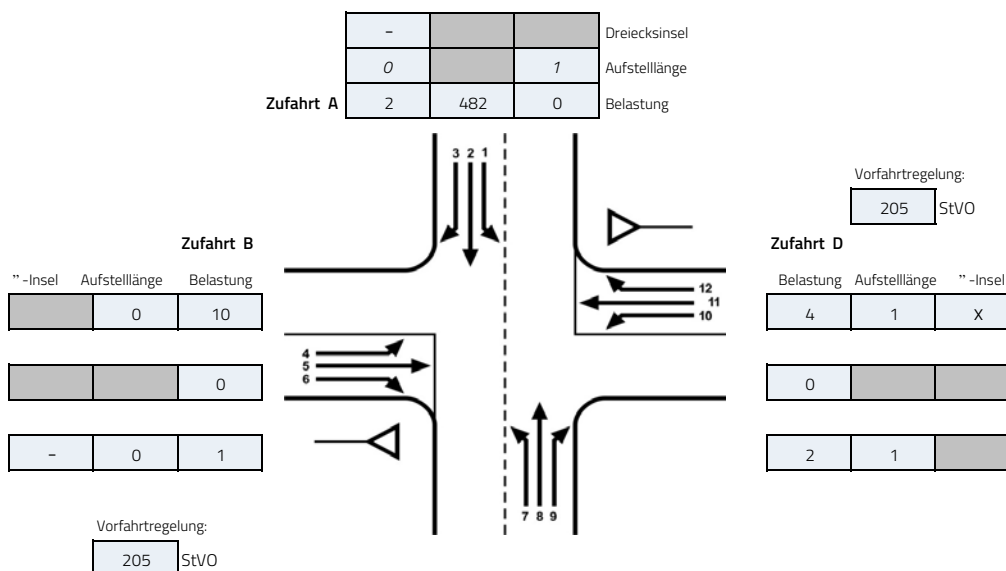 - Dreiecksinsel
0 1 Aufstelllänge
Zufahrt A 2 482 0 Belastung
3 2 1
Vorfahrtregelung:
205 StVO
Zufahrt B Zufahrt D
”-Insel Aufstelllänge Belastung Belastung Aufstelllänge ”-Insel
12
0 10 11 4 1 X
10
4
5 0 0
6
- 0 1 2 1
7 8 9
Vorfahrtregelung:
205 StVO